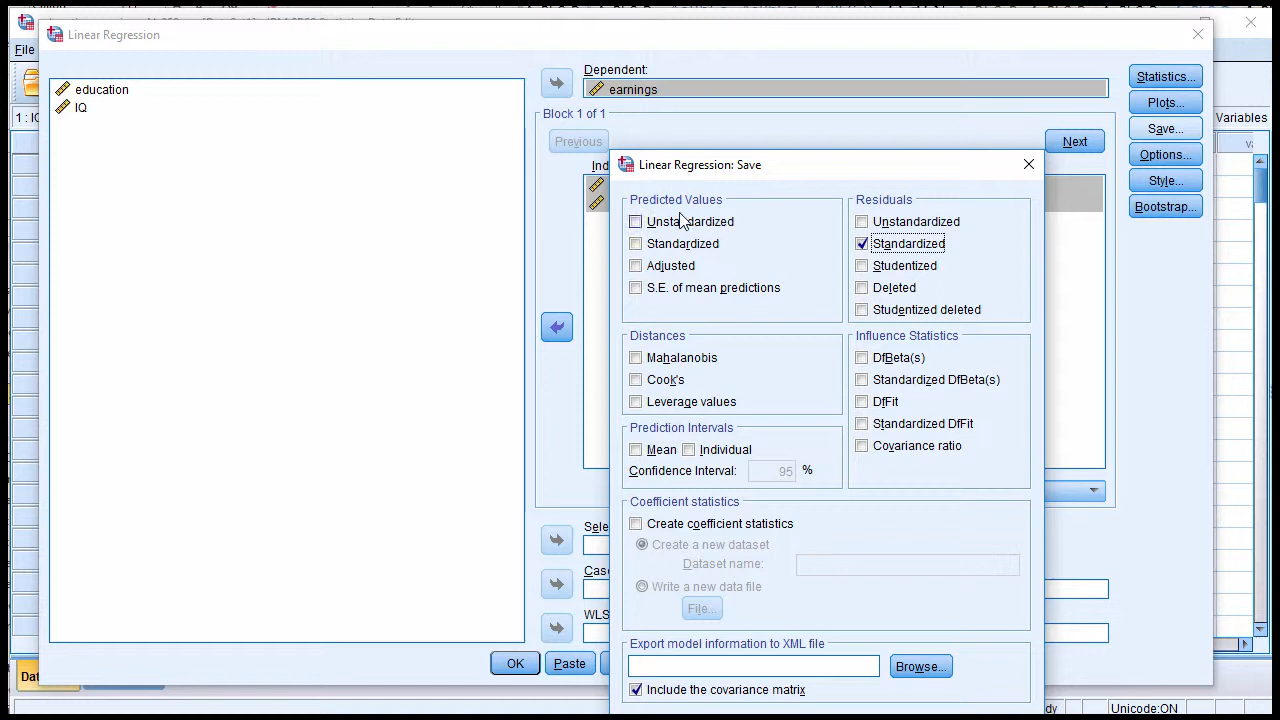 Linear Regression
File
education
IQ
Dependent:
earnings
Block 1 of 1
Previous
Next
Statistics...
Plots...
Save...
Options...
Style...
Bootstrap...
Variables
Linear Regression: Save
Predicted Values
Unstandardized
Standardized
Adjusted
S.E. of mean predictions
Residuals
Unstandardized
Standardized
Studentized
Deleted
Studentized deleted
Distances
Mahalanobis
Cook's
Leverage values
Influence Statistics
DfBeta(s)
Standardized DfBeta(s)
DfFit
Standardized DfFit
Covariance ratio
Prediction Intervals
Mean Individual
Confidence Interval: 95 %
Coefficient statistics
Create coefficient statistics
Create a new dataset
Dataset name:
Write a new data file
File...
Export model information to XML file
Browse...
Include the covariance matrix
WLS
OK
Paste
Unicode:ON